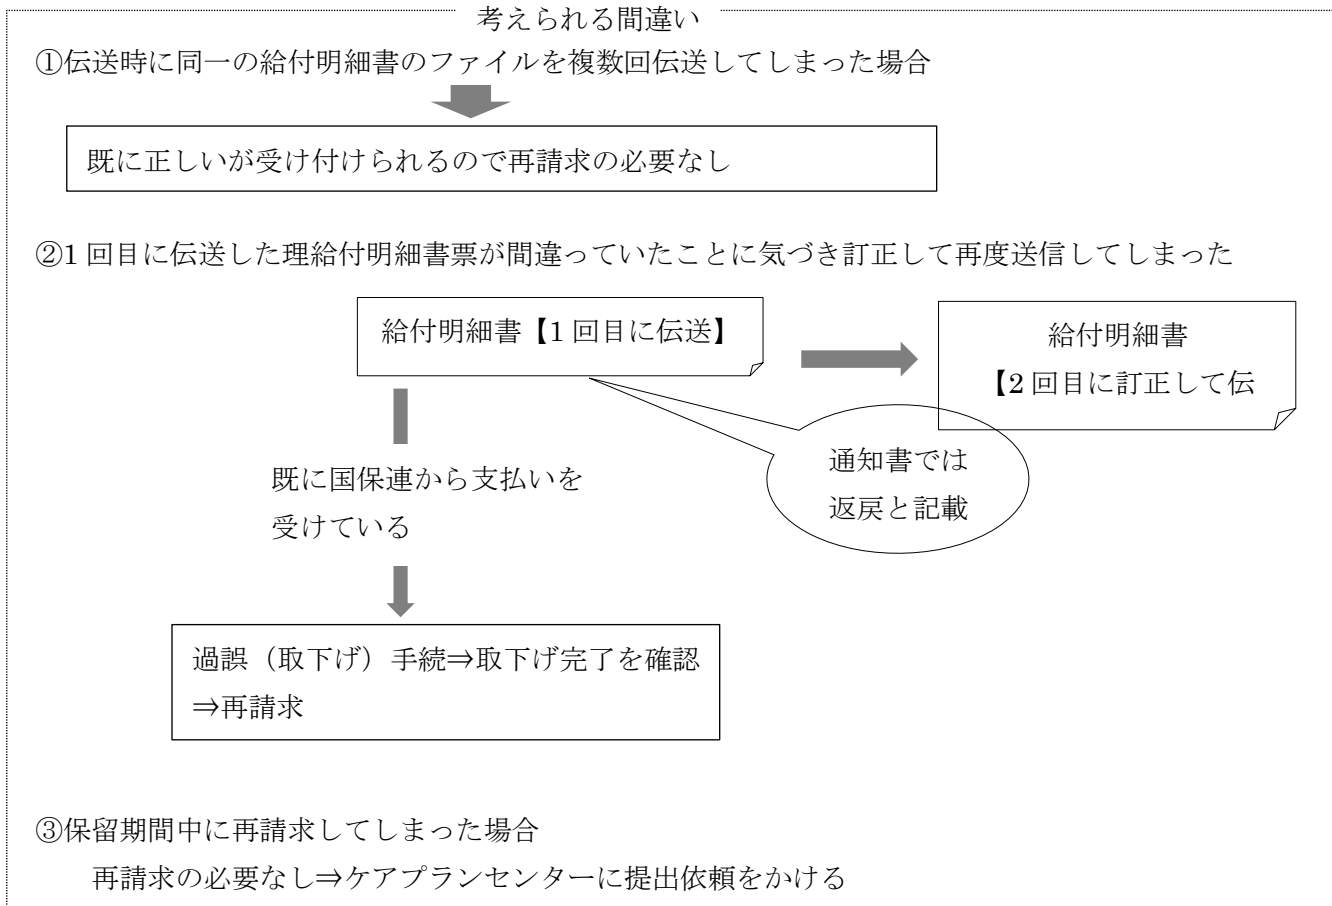 考えられる間違い
①伝送時に同一の給付明細書のファイルを複数回伝送してしまった場合
既に正しいが受け付けられるので再請求の必要なし
②1 回目に伝送した理給付明細書票が間違っていたことに気づき訂正して再度送信してしまった
給付明細書【1 回目に伝送】
給付明細書
【2 回目に訂正して伝
通知書では
返戻と記載
既に国保連から支払いを
受けている
過誤（取下げ）手続⇒取下げ完了を確認
⇒再請求
③保留期間中に再請求してしまった場合
再請求の必要なし⇒ケアプランセンターに提出依頼をかける